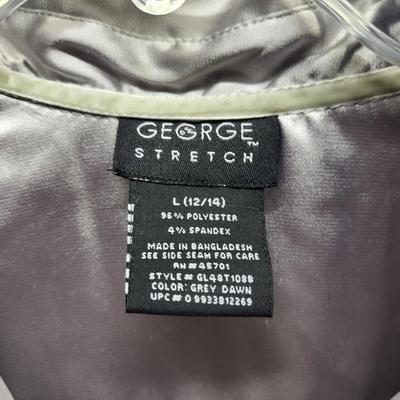 GEORGE
STRETCH
L (12/14)
96% POLYESTER
4% SPANDEX
MADE IN BANGLADESH
SEE SIDE SEAM FOR CARE
RN# 45701
STYLE# GL48T108B
COLOR: GREY DAWN
UPC# 0 9933812269